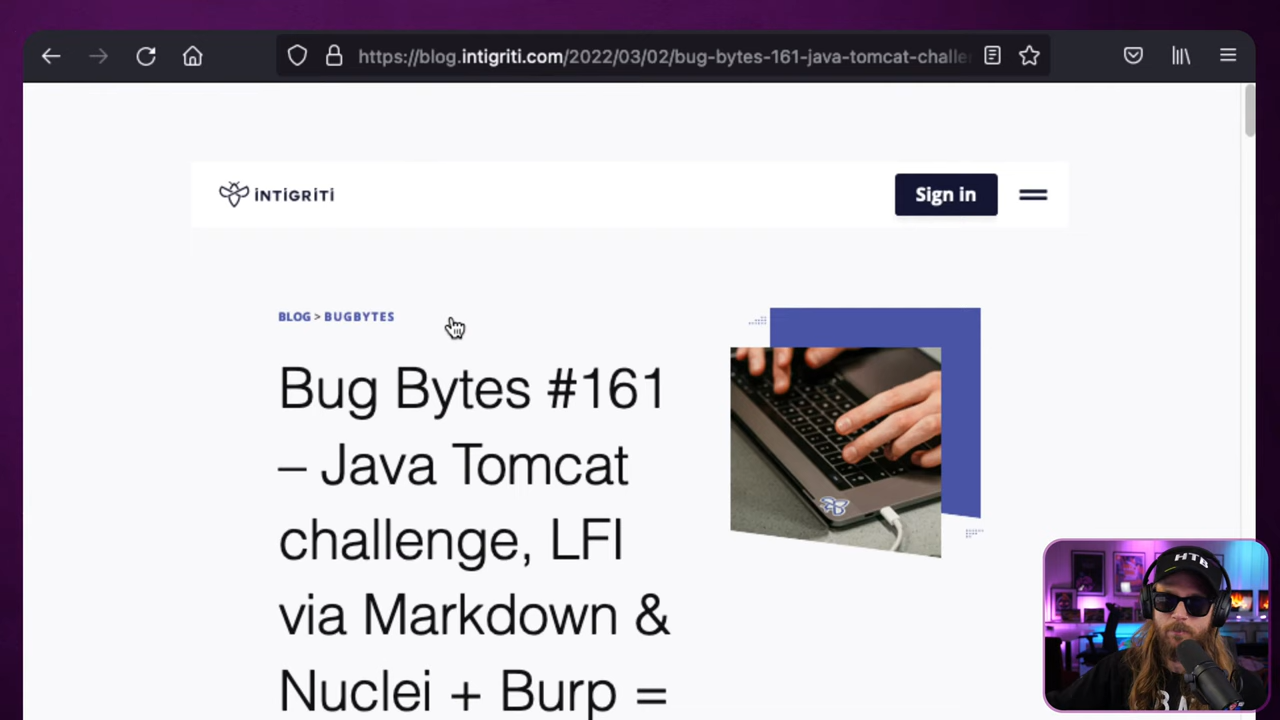 https://blog.intigriti.com/2022/03/02/bug-bytes-161-java-tomcat-challe
INTIGRITI
Sign in
BLOG > BUGBYTES
Bug Bytes #161
– Java Tomcat
challenge, LFI
via Markdown &
Nuclei + Burp =
HTB